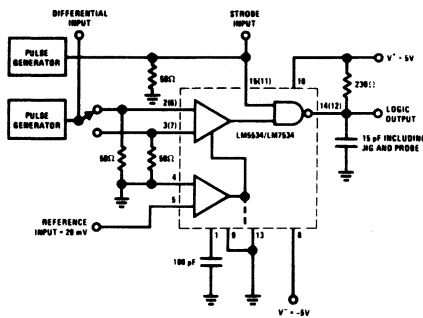 DIFFERENTIAL
INPUT
STROBE
INPUT
PULSE
GENERATOR
V⁺ - 5V
50Ω
15(11)
16
230Ω
PULSE
GENERATOR
2(6)
14(12)
LOGIC
OUTPUT
3(7)
LM5534/LM7534
15 pF INCLUDING
JIG AND PROBE
50Ω
50Ω
4
5
REFERENCE
INPUT = 20 mV
1
9
13
8
100 pF
V⁻ = -5V